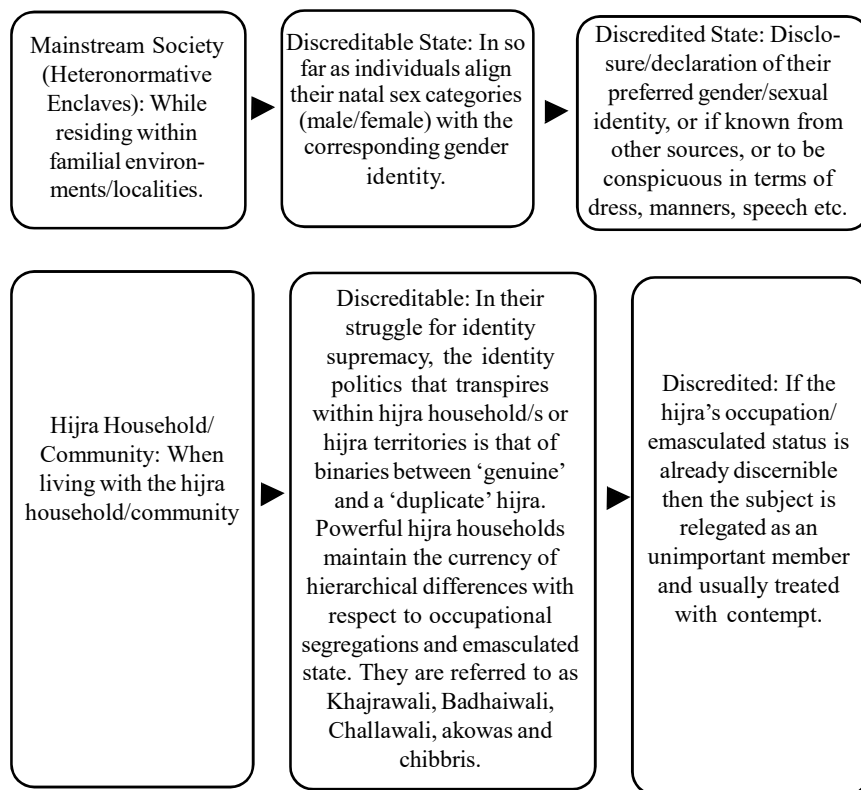 Mainstream Society
(Heteronormative
Enclaves): While
residing within
familial environ-
ments/localities.
Discreditable State: In so
far as individuals align
their natal sex categories
(male/female) with the
corresponding gender
identity.
Discredited State: Disclo-
sure/declaration of their
preferred gender/sexual
identity, or if known from
other sources, or to be
conspicuous in terms of
dress, manners, speech etc.
Hijra Household/
Community: When
living with the hijra
household/community
Discreditable: In their
struggle for identity
supremacy, the identity
politics that transpires
within hijra household/s or
hijra territories is that of
binaries between ‘genuine’
and a ‘duplicate’ hijra.
Powerful hijra households
maintain the currency of
hierarchical differences with
respect to occupational
segregations and emasculated
state. They are referred to as
Khajrawali, Badhaiwali,
Challawali, akowas and
chibbris.
Discredited: If the
hijra’s occupation/
emasculated status is
already discernible
then the subject is
relegated as an
unimportant member
and usually treated
with contempt.